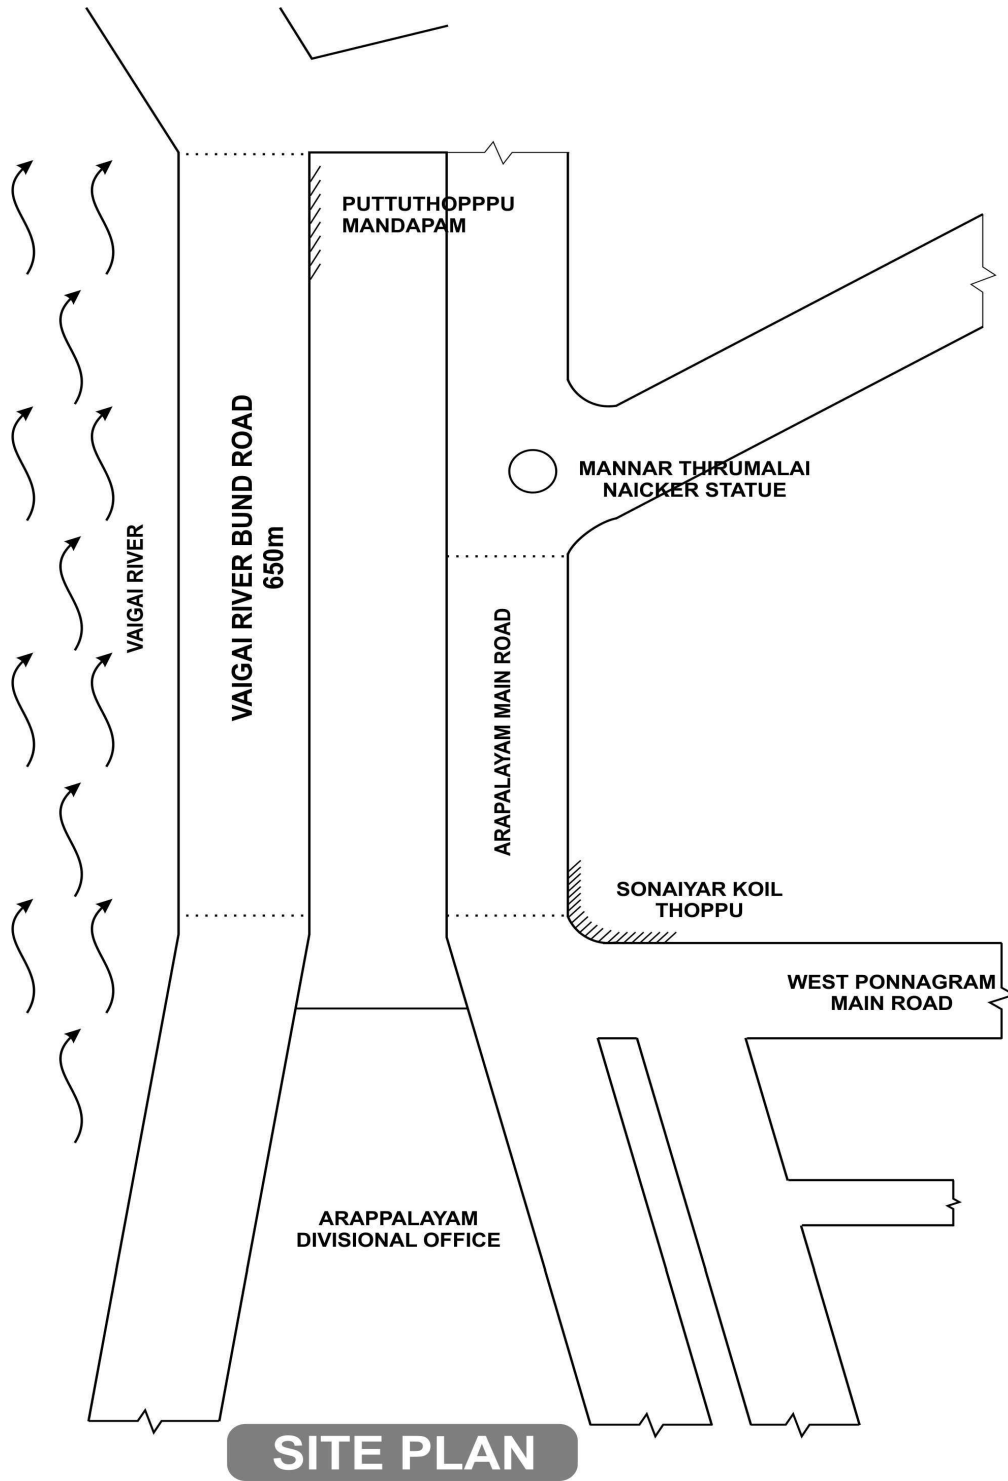 PUTTUTHOPPPU
MANDAPAM
MANNAR THIRUMALAI
NAICKER STATUE
VAIGAI RIVER
VAIGAI RIVER BUND ROAD
650m
ARAPALAYAM MAIN ROAD
SONAIYAR KOIL
THOPPU
WEST PONNAGRAM
MAIN ROAD
ARAPPALAYAM
DIVISIONAL OFFICE
SITE PLAN